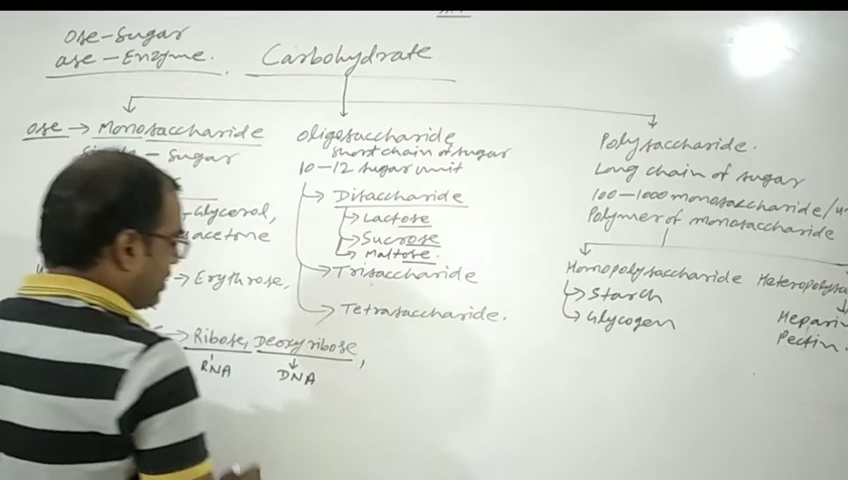 Ose-Sugar
ase-Enzyme.
Carbohydrate
Ose → Monosaccharide
- Sugar
Glycerol,
acetone
→ Erythrose,
→ Ribose, Deoxyribose,
RNA
DNA
oligosaccharide
short chain of sugar
10-12 sugar unit
→ Disaccharide
→ Lactose
→ Sucrose
→ Maltose.
→ Trisaccharide
→ Tetrasaccharide.
Polysaccharide.
Long chain of sugar
100-1000 monosaccharide/u
Polymer of monosaccharide
Homopolysaccharide
→ Starch
→ Glycogen
Heteropolysa
Heparin
Pectin.